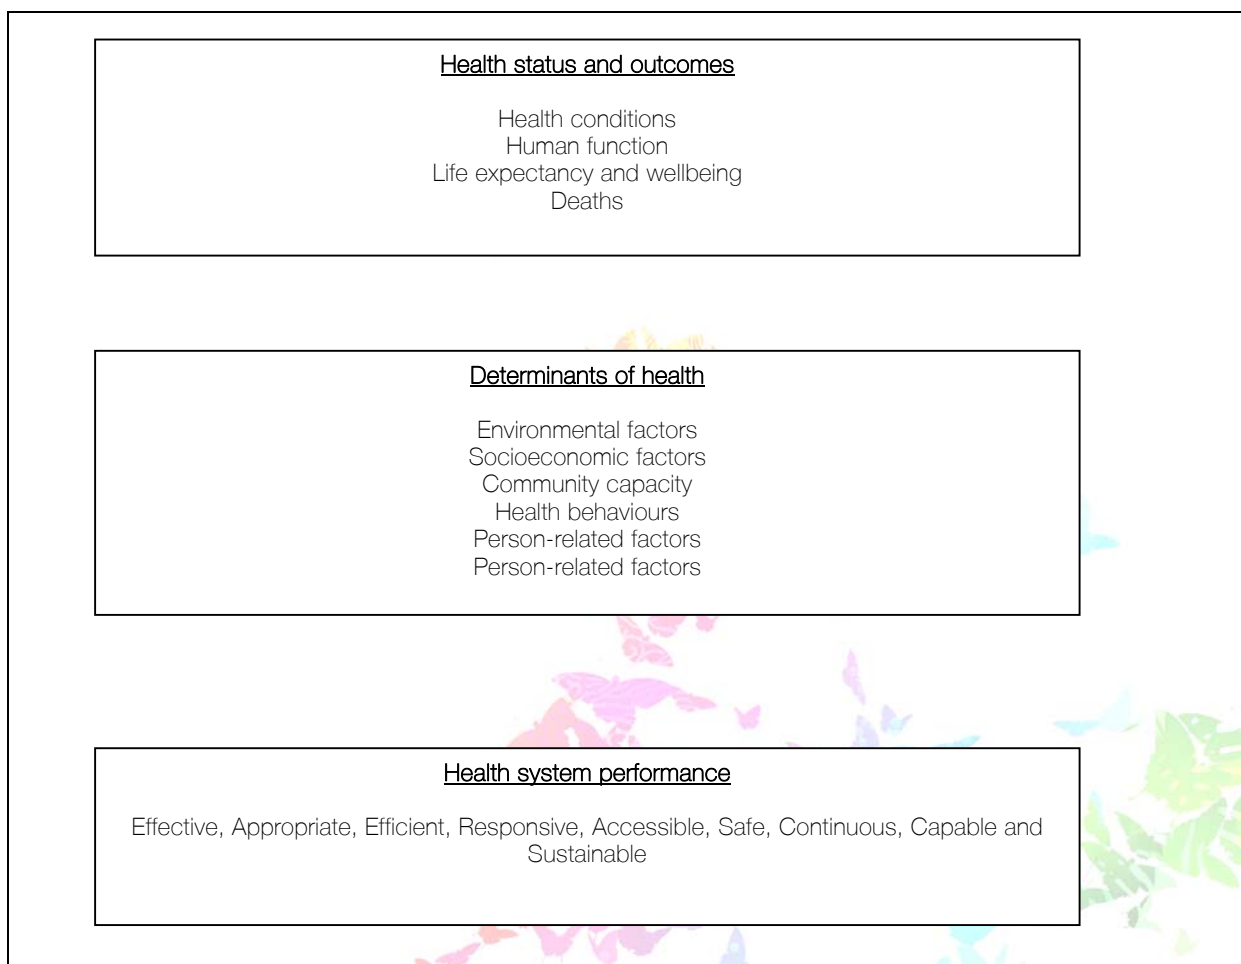 Health status and outcomes
Health conditions
Human function
Life expectancy and wellbeing
Deaths
Determinants of health
Environmental factors
Socioeconomic factors
Community capacity
Health behaviours
Person-related factors
Person-related factors
Health system performance
Effective, Appropriate, Efficient, Responsive, Accessible, Safe, Continuous, Capable and
Sustainable